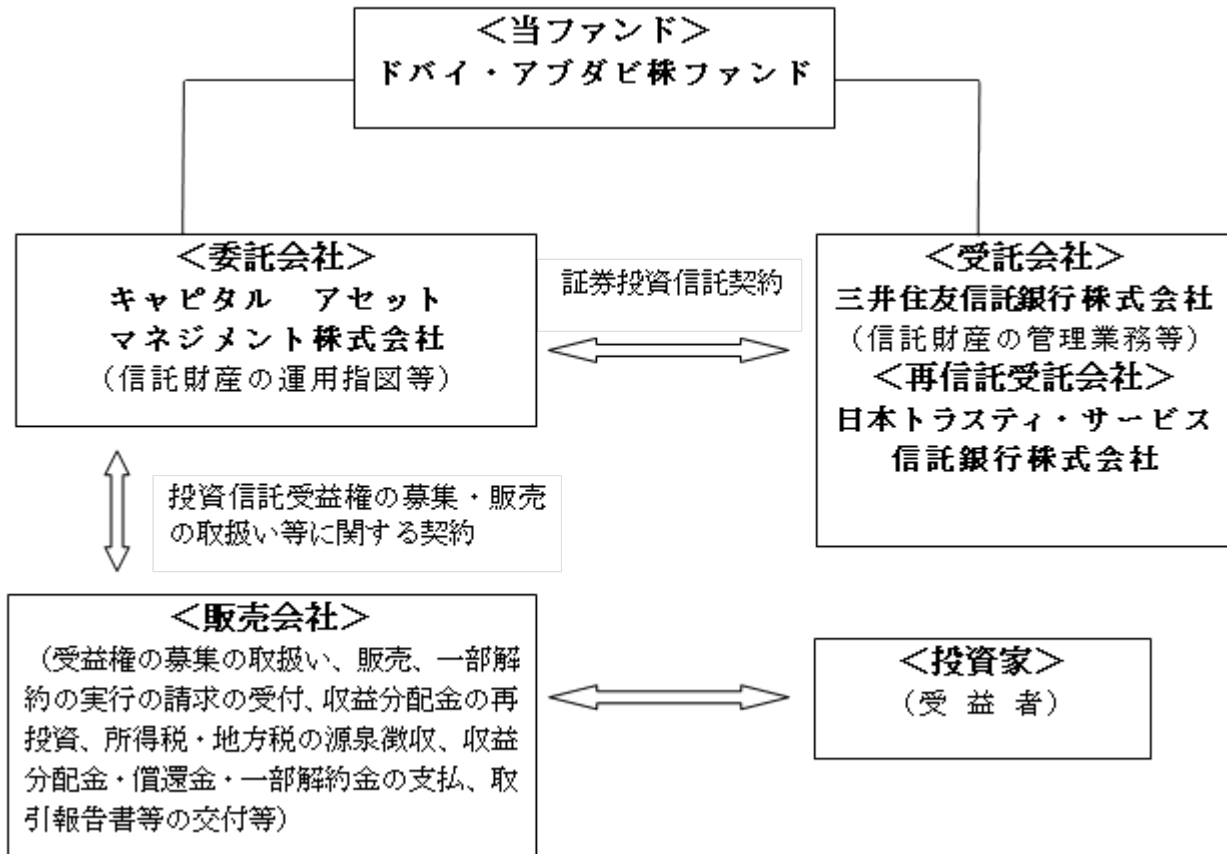 ＜当ファンド＞
ドバイ・アブダビ株ファンド
＜委託会社＞
キャピタル　アセット
マネジメント株式会社
（信託財産の運用指図等）
証券投資信託契約
＜受託会社＞
三井住友信託銀行株式会社
（信託財産の管理業務等）
＜再信託受託会社＞
日本トラスティ・サービス
信託銀行株式会社
投資信託受益権の募集・販売
の取扱い等に関する契約
＜販売会社＞
（受益権の募集の取扱い、販売、一部解
約の実行の請求の受付、収益分配金の再
投資、所得税・地方税の源泉徴収、収益
分配金・償還金・一部解約金の支払、取
引報告書等の交付等）
＜投資家＞
（受 益 者）